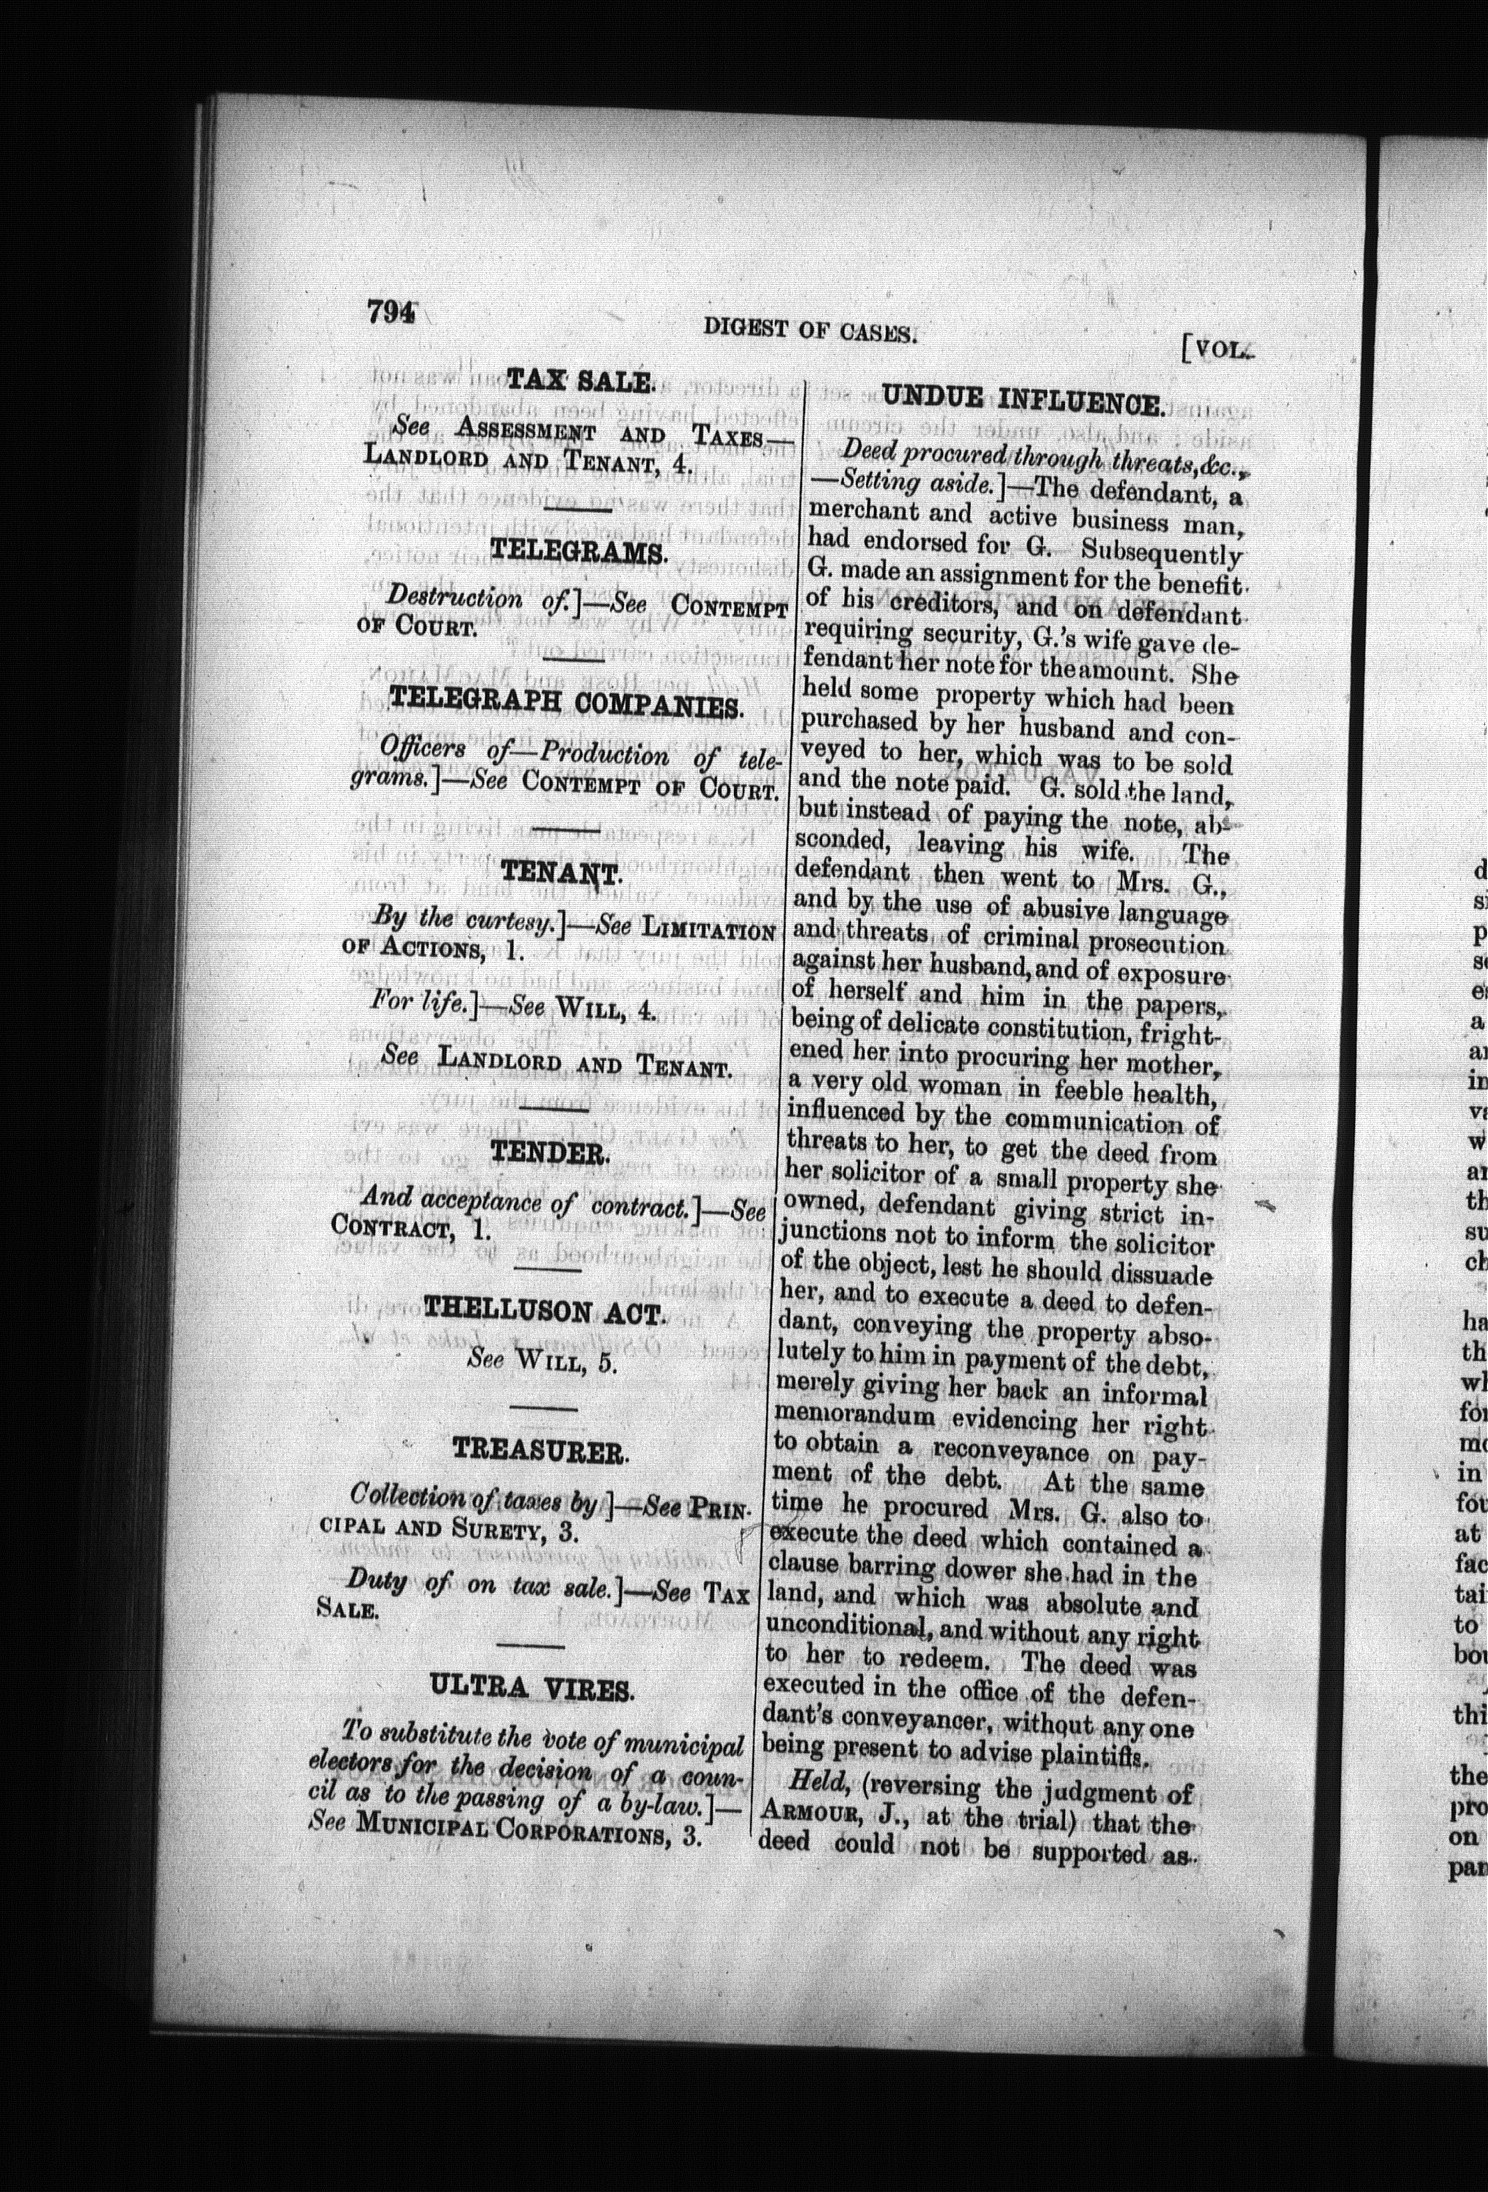 794
DIGEST OF CASES.
[VOL.
TAX SALE.
See ASSESSMENT AND TAXES—
LANDLORD AND TENANT, 4.
TELEGRAMS.
Destruction of.]—See CONTEMPT
OF COURT.
TELEGRAPH COMPANIES.
Officers of—Production of tele-
grams.]—See CONTEMPT OF COURT.
TENANT.
By the curtesy.]—See LIMITATION
OF ACTIONS, 1.
For life.]—See WILL, 4.
See LANDLORD AND TENANT.
TENDER.
And acceptance of contract.]—See
CONTRACT, 1.
THELLUSON ACT.
See WILL, 5.
TREASURER.
Collection of taxes by ]—See PRIN-
CIPAL AND SURETY, 3.
Duty of on tax sale.]—See TAX
SALE.
ULTRA VIRES.
To substitute the vote of municipal
electors for the decision of a coun-
cil as to the passing of a by-law.]—
See MUNICIPAL CORPORATIONS, 3.
UNDUE INFLUENCE.
Deed procured through threats, &c.,
—Setting aside.]—The defendant, a
merchant and active business man,
had endorsed for G. Subsequently
G. made an assignment for the benefit
of his creditors, and on defendant
requiring security, G.'s wife gave de-
fendant her note for the amount. She
held some property which had been
purchased by her husband and con-
veyed to her, which was to be sold
and the note paid. G. sold the land,
but instead of paying the note, ab-
sconded, leaving his wife. The
defendant then went to Mrs. G.,
and by the use of abusive language
and threats of criminal prosecution
against her husband, and of exposure
of herself and him in the papers,
being of delicate constitution, fright-
ened her into procuring her mother,
a very old woman in feeble health,
influenced by the communication of
threats to her, to get the deed from
her solicitor of a small property she
owned, defendant giving strict in-
junctions not to inform the solicitor
of the object, lest he should dissuade
her, and to execute a deed to defen-
dant, conveying the property abso-
lutely to him in payment of the debt,
merely giving her back an informal
memorandum evidencing her right
to obtain a reconveyance on pay-
ment of the debt. At the same
time he procured Mrs. G. also to
execute the deed which contained a
clause barring dower she had in the
land, and which was absolute and
unconditional, and without any right
to her to redeem. The deed was
executed in the office of the defen-
dant's conveyancer, without any one
being present to advise plaintiffs.
Held, (reversing the judgment of
ARMOUR, J., at the trial) that the
deed could not be supported as